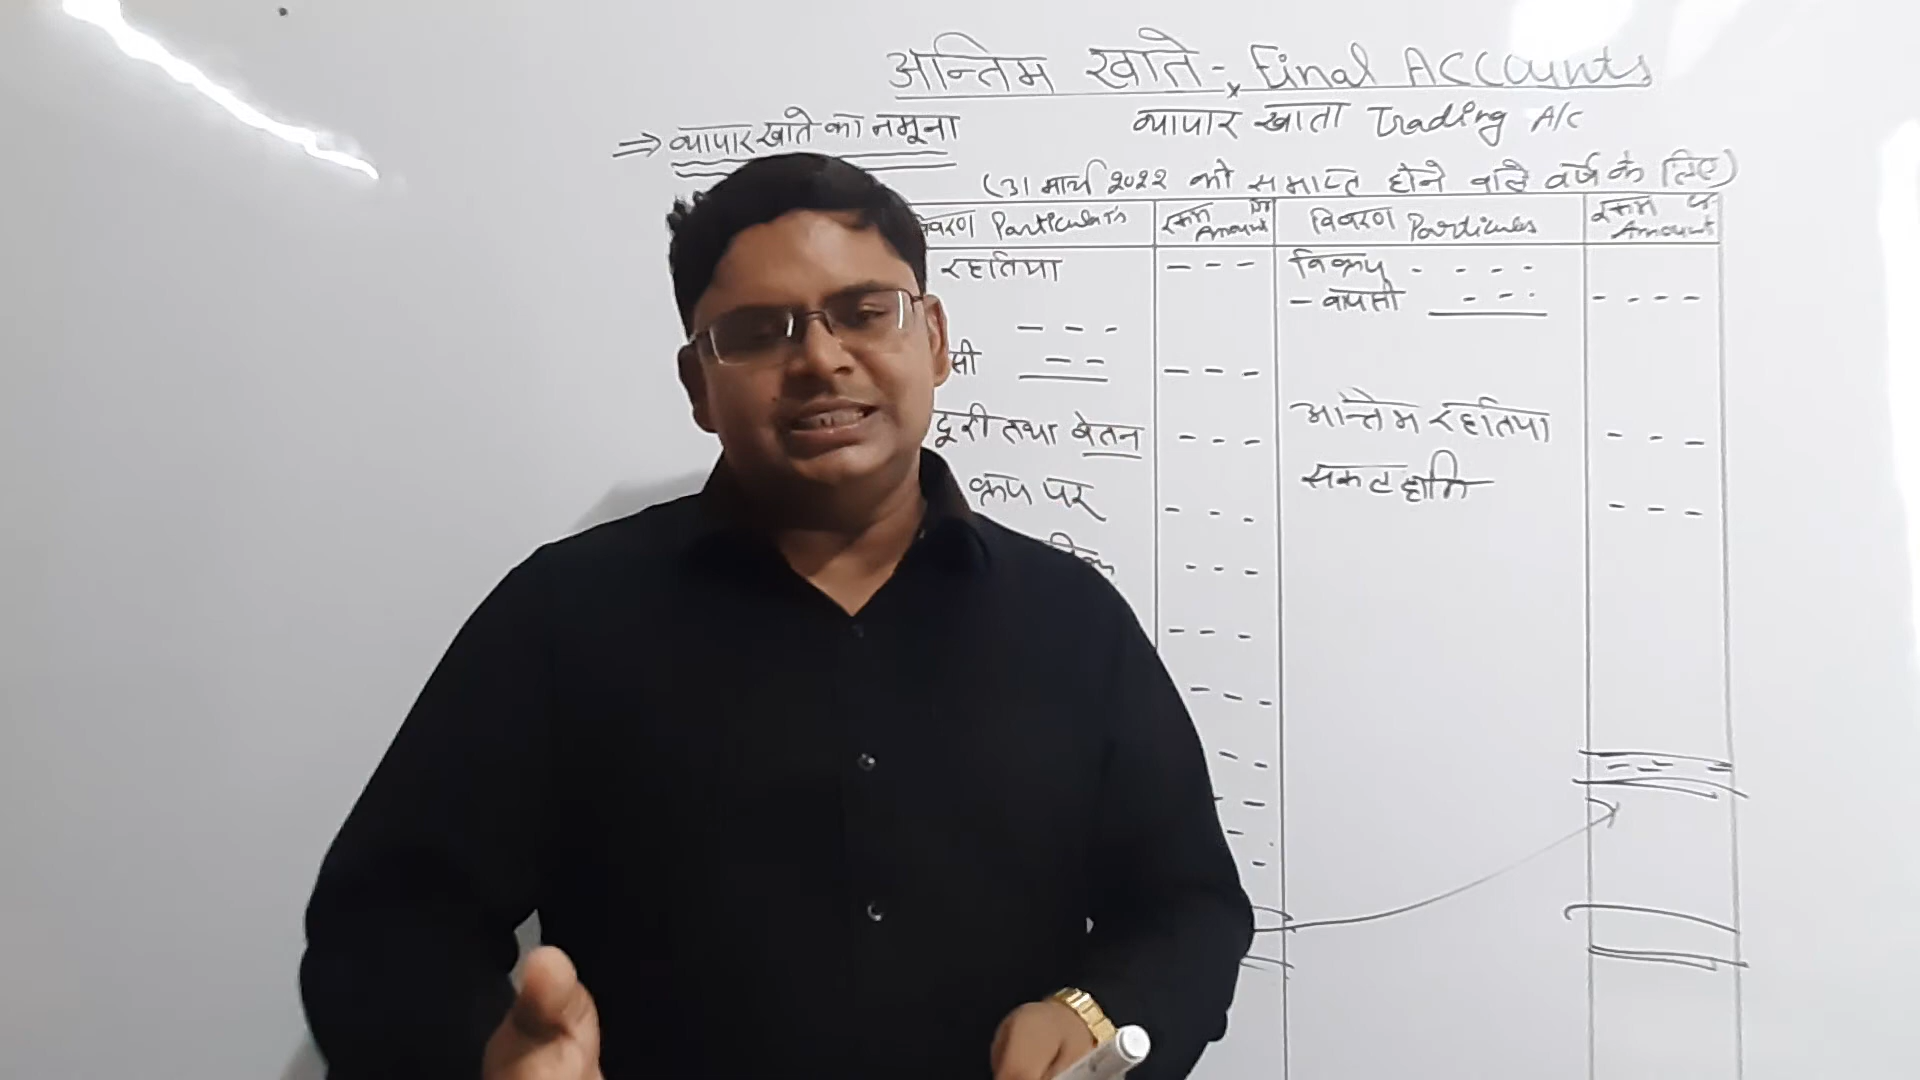 अन्तिम खाते - Final Accounts
⇒ व्यापार खाते का नमूना
व्यापार खाता Trading A/c
(31 मार्च 2022 को समाप्त होने वाले वर्ष के लिए)
विवरण Particulars रकम Amount विवरण Particulars रकम Amount
रहतिया - - - विक्रय - - - -
- वापसी - - - - - - -
- - -
सी - - - - -
दूरी तथा वेतन - - - अन्तिम रहतिया - - -
क्रय पर - - - सकल हानि - - -